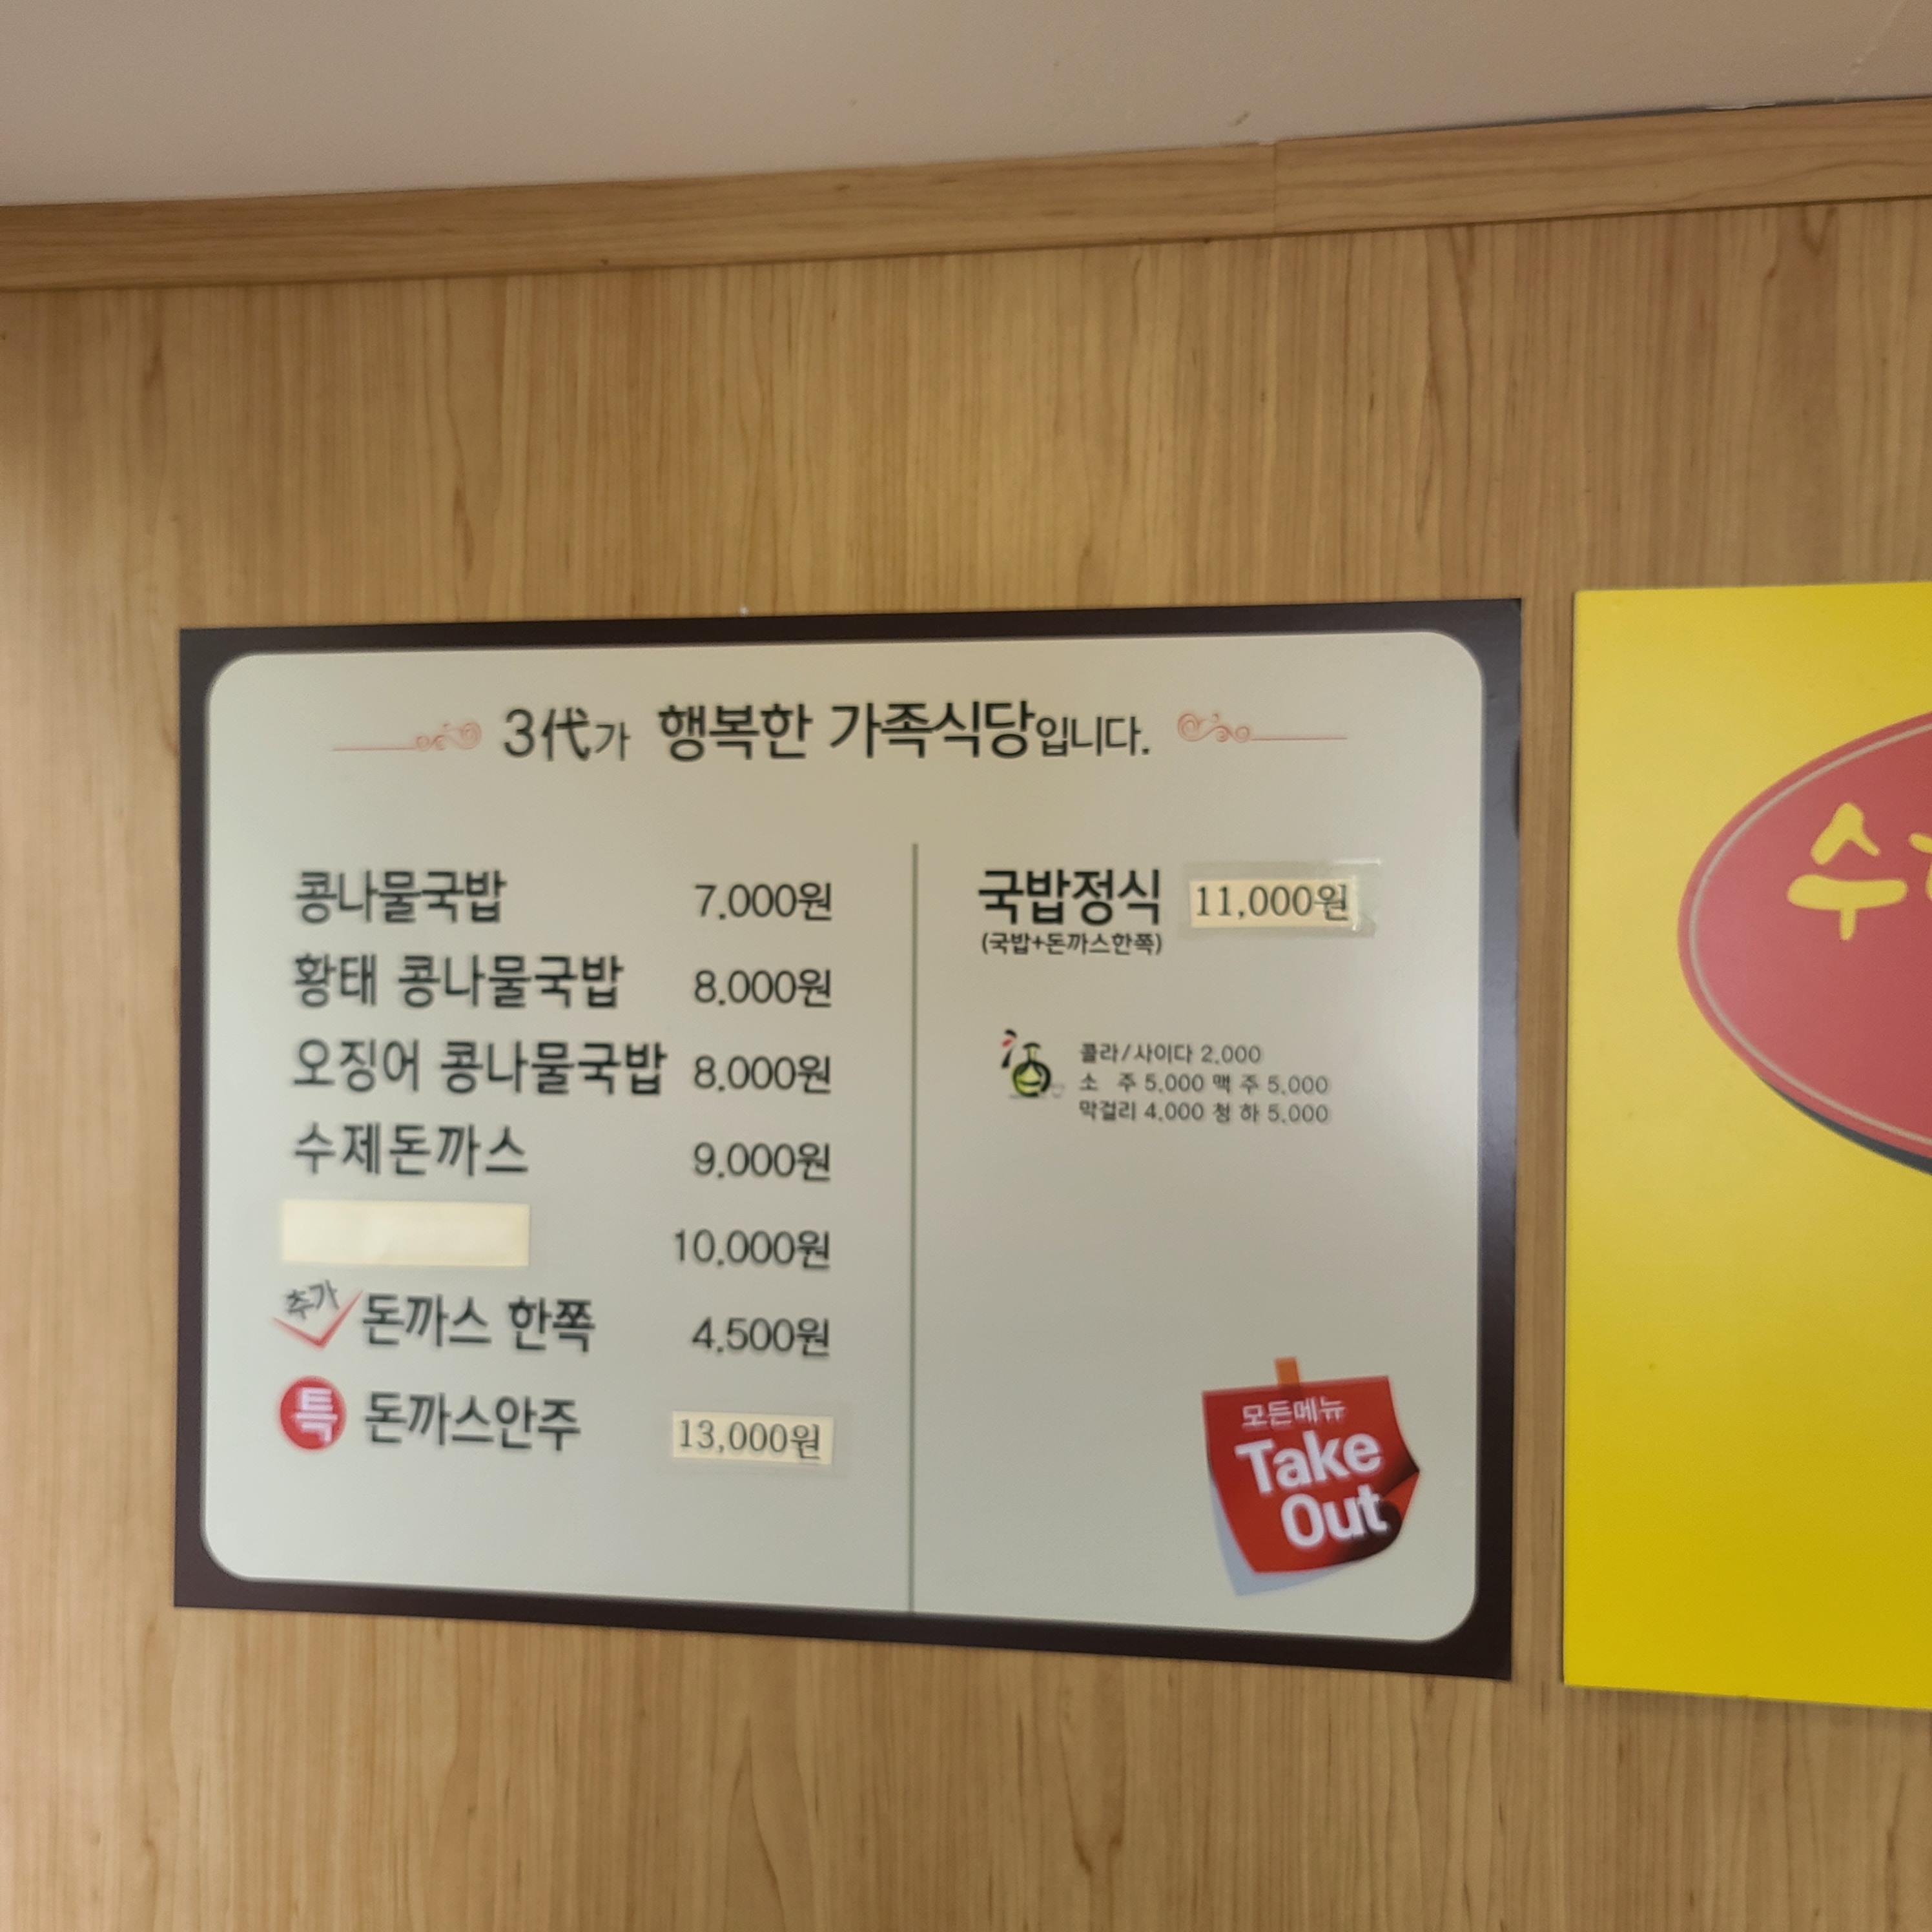 3代가 행복한 가족식당입니다.
콩나물국밥 7,000원
황태 콩나물국밥 8,000원
오징어 콩나물국밥 8,000원
수제돈까스 9,000원
10,000원
추가 돈까스 한쪽 4,500원
특 돈까스안주 13,000원
국밥정식 11,000원
(국밥+돈까스한쪽)
콜라/사이다 2,000
소 주 5,000 맥 주 5,000
막걸리 4,000 청 하 5,000
모든메뉴
Take
Out
수